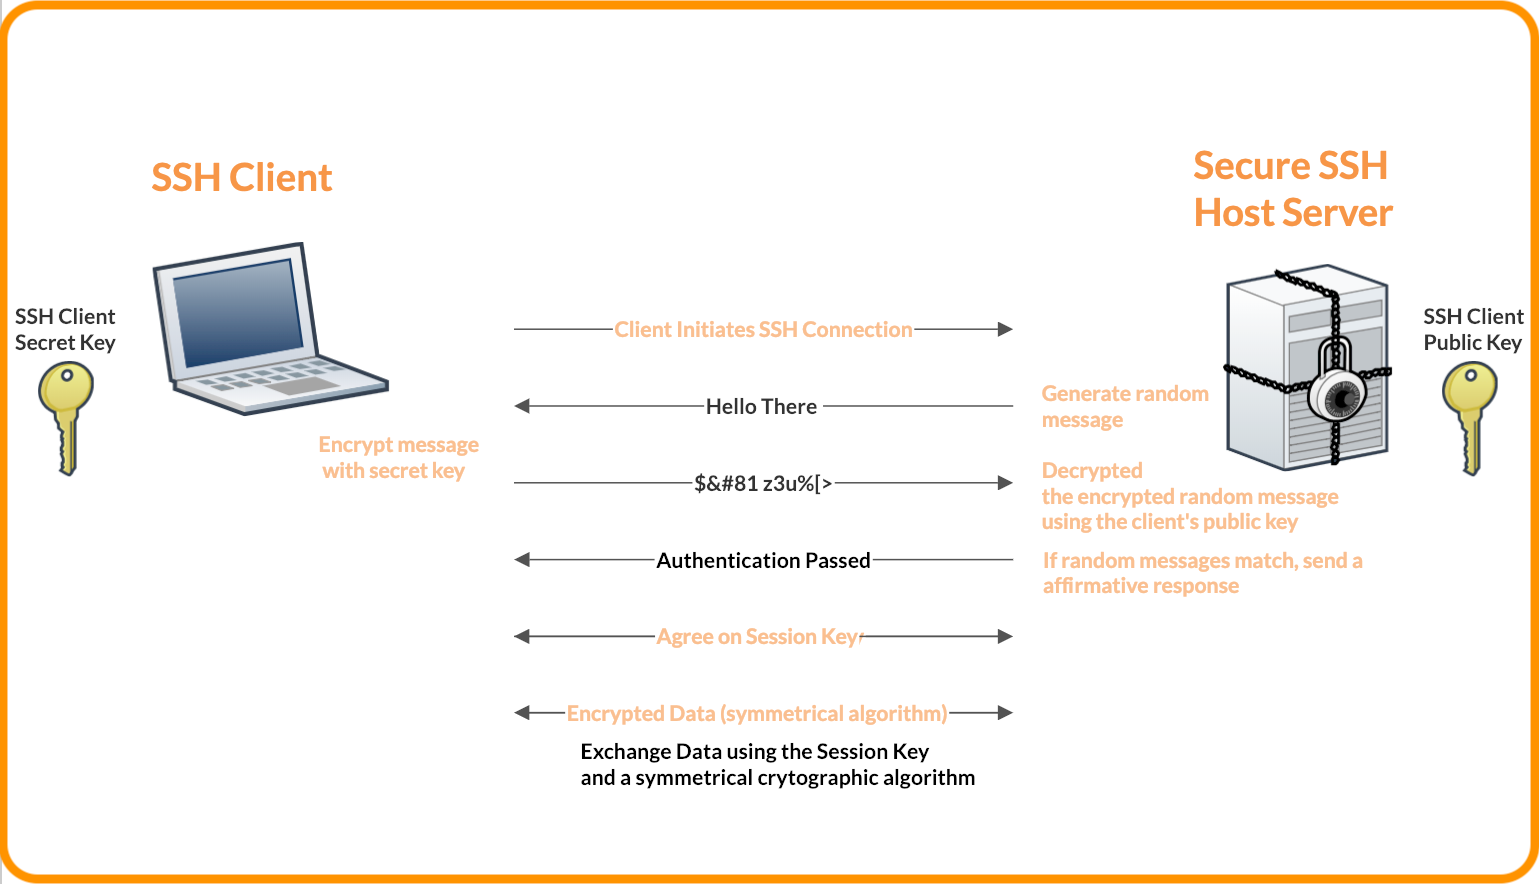 SSH Client
Secure SSH
Host Server
SSH Client
Secret Key
SSH Client
Public Key
Client Initiates SSH Connection
Hello There
Generate random
message
Encrypt message
with secret key
$&#81 z3u%[>
Decrypted
the encrypted random message
using the client's public key
Authentication Passed
If random messages match, send a
affirmative response
Agree on Session Key
Encrypted Data (symmetrical algorithm)
Exchange Data using the Session Key
and a symmetrical crytographic algorithm